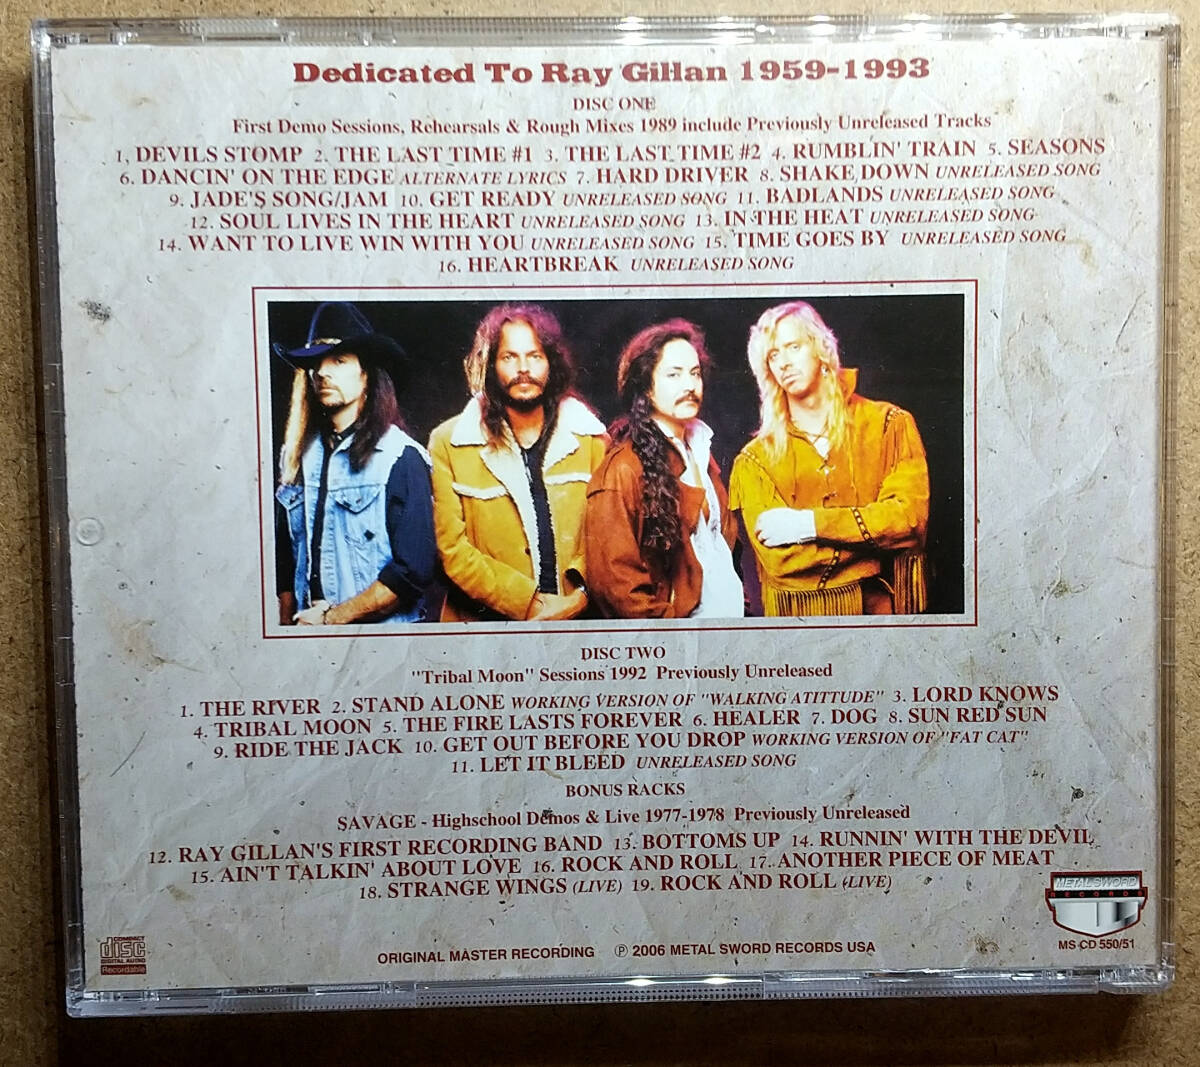 Dedicated To Ray Gillan 1959-1993
DISC ONE
First Demo Sessions, Rehearsals & Rough Mixes 1989 include Previously Unreleased Tracks
1, DEVILS STOMP 2. THE LAST TIME #1 3. THE LAST TIME #2 4. RUMBLIN' TRAIN 5. SEASONS
6. DANCIN' ON THE EDGE ALTERNATE LYRICS 7. HARD DRIVER 8. SHAKE DOWN UNRELEASED SONG
9. JADE'S SONG/JAM 10. GET READY UNRELEASED SONG 11. BADLANDS UNRELEASED SONG
12. SOUL LIVES IN THE HEART UNRELEASED SONG 13. IN THE HEAT UNRELEASED SONG
14. WANT TO LIVE WIN WITH YOU UNRELEASED SONG 15. TIME GOES BY UNRELEASED SONG
16. HEARTBREAK UNRELEASED SONG
DISC TWO
"Tribal Moon" Sessions 1992 Previously Unreleased
1. THE RIVER 2. STAND ALONE WORKING VERSION OF "WALKING ATITTUDE" 3. LORD KNOWS
4. TRIBAL MOON 5. THE FIRE LASTS FOREVER 6. HEALER 7. DOG 8. SUN RED SUN
9. RIDE THE JACK 10. GET OUT BEFORE YOU DROP WORKING VERSION OF "FAT CAT"
11. LET IT BLEED UNRELEASED SONG
BONUS RACKS
SAVAGE - Highschool Demos & Live 1977-1978 Previously Unreleased
12. RAY GILLAN'S FIRST RECORDING BAND 13. BOTTOMS UP 14. RUNNIN' WITH THE DEVIL
15. AIN'T TALKIN' ABOUT LOVE 16. ROCK AND ROLL 17. ANOTHER PIECE OF MEAT
18. STRANGE WINGS (LIVE) 19. ROCK AND ROLL (LIVE)
METAL SWORD
RECORDS
MS CD 550/51
COMPACT
disc
DIGITAL AUDIO
Recordable
ORIGINAL MASTER RECORDING ℗ 2006 METAL SWORD RECORDS USA